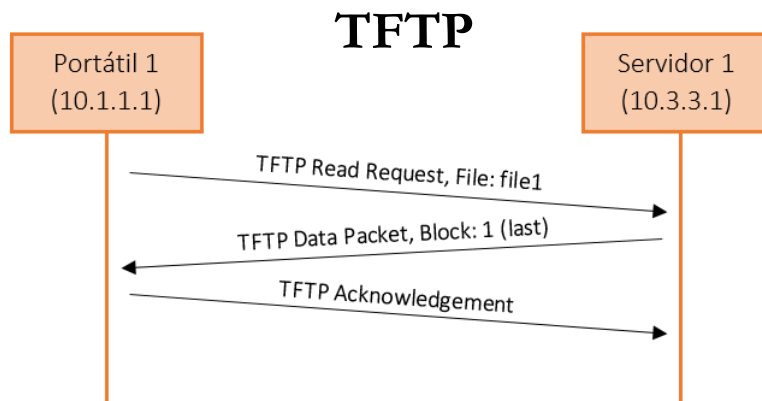 TFTP
Portátil 1
(10.1.1.1)
Servidor 1
(10.3.3.1)
TFTP Read Request, File: file1
TFTP Data Packet, Block: 1 (last)
TFTP Acknowledgement